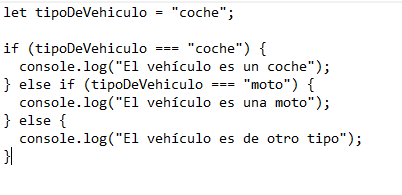 let tipoDeVehiculo = "coche";

if (tipoDeVehiculo === "coche") {
  console.log("El vehículo es un coche");
} else if (tipoDeVehiculo === "moto") {
  console.log("El vehículo es una moto");
} else {
  console.log("El vehículo es de otro tipo");
}